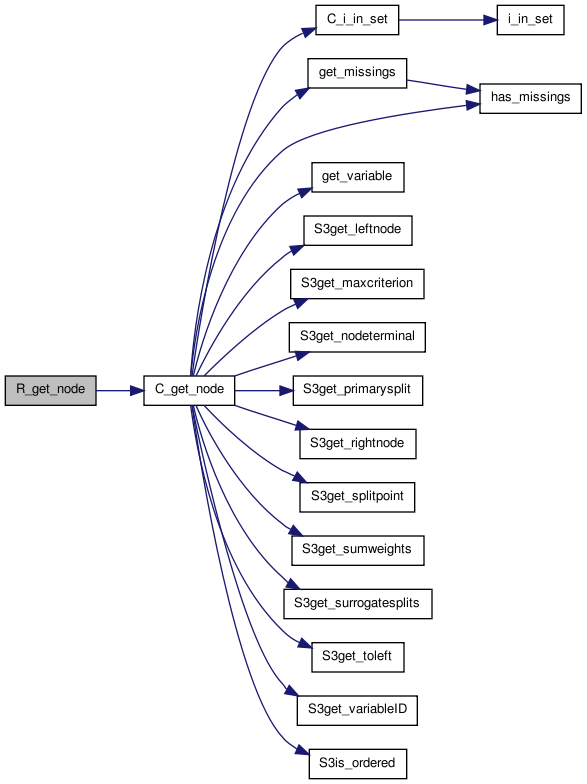 C_i_in_set
i_in_set
get_missings
has_missings
get_variable
S3get_leftnode
S3get_maxcriterion
S3get_nodeterminal
R_get_node
C_get_node
S3get_primarysplit
S3get_rightnode
S3get_splitpoint
S3get_sumweights
S3get_surrogatesplits
S3get_toleft
S3get_variableID
S3is_ordered